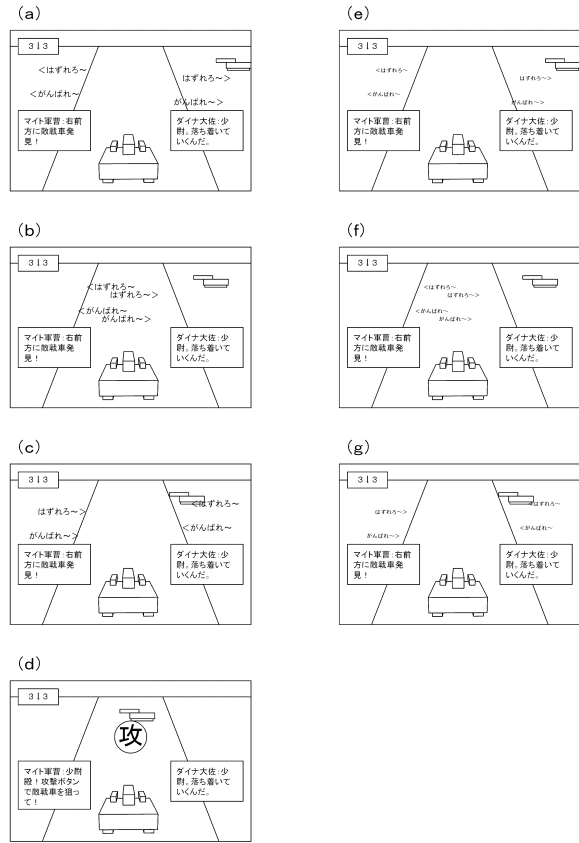 (a)
3⇂3
<はずれろ～
はずれろ～>
<がんばれ～
がんばれ～>
マイト軍曹：右前
方に敵戦車発
見！
ダイナ大佐：少
尉。落ち着いて
いくんだ。
(e)
3⇂3
<はずれろ～
はずれろ～>
<がんばれ～
がんばれ～>
マイト軍曹：右前
方に敵戦車発
見！
ダイナ大佐：少
尉。落ち着いて
いくんだ。
(b)
3⇂3
<はずれろ～
はずれろ～>
<がんばれ～
がんばれ～>
マイト軍曹：右前
方に敵戦車発
見！
ダイナ大佐：少
尉。落ち着いて
いくんだ。
(f)
3⇂3
<はずれろ～
はずれろ～>
<がんばれ～
がんばれ～>
マイト軍曹：右前
方に敵戦車発
見！
ダイナ大佐：少
尉。落ち着いて
いくんだ。
(c)
3⇂3
<はずれろ～
はずれろ～>
<がんばれ～
がんばれ～>
マイト軍曹：右前
方に敵戦車発
見！
ダイナ大佐：少
尉。落ち着いて
いくんだ。
(g)
3⇂3
<はずれろ～
はずれろ～>
<がんばれ～
がんばれ～>
マイト軍曹：右前
方に敵戦車発
見！
ダイナ大佐：少
尉。落ち着いて
いくんだ。
(d)
3⇂3
攻
マイト軍曹：少尉
殿！攻撃ボタン
で敵戦車を狙っ
て！
ダイナ大佐：少
尉。落ち着いて
いくんだ。